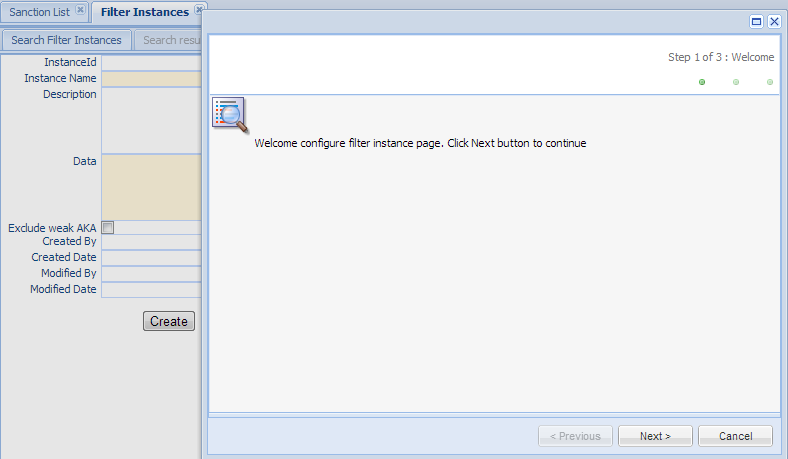 Sanction List
Filter Instances
Search Filter Instances
Search resu
InstanceId
Instance Name
Description
Data
Exclude weak AKA
Created By
Created Date
Modified By
Modified Date
Create
Step 1 of 3 : Welcome
Welcome configure filter instance page. Click Next button to continue
< Previous
Next >
Cancel